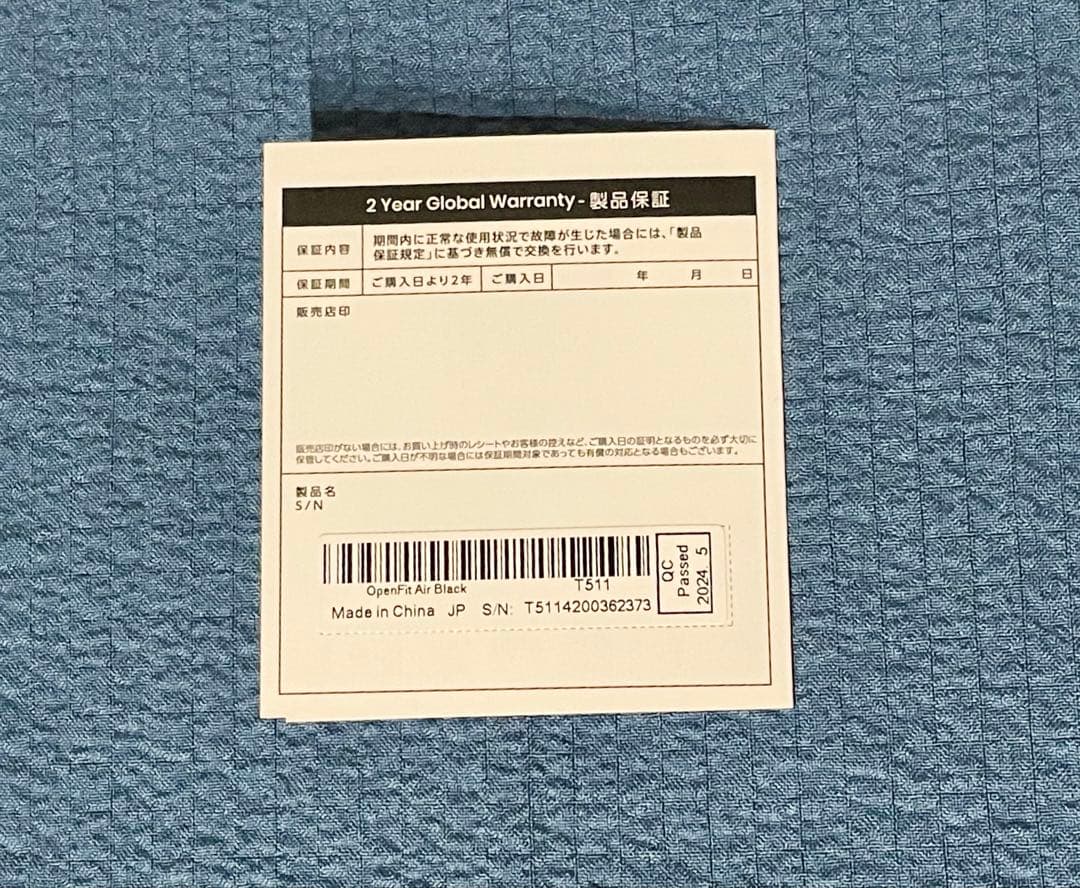 2 Year Global Warranty - 製品保証
保証内容
期間内に正常な使用状況で故障が生じた場合には、「製品
保証規定」に基づき無償で交換を行います。
保証期間 ご購入日より2年 ご購入日 年 月 日
販売店印
販売店印がない場合には、お買い上げ時のレシートやお客様の控えなど、ご購入日の証明となるものを必ず大切に
保管してください。ご購入日が不明な場合には保証期間対象であっても有償の対応となる場合もございます。
製品名
S/N
OpenFit Air Black T511
Made in China JP S/N: T5114200362373
QC
Passed
2024. 5